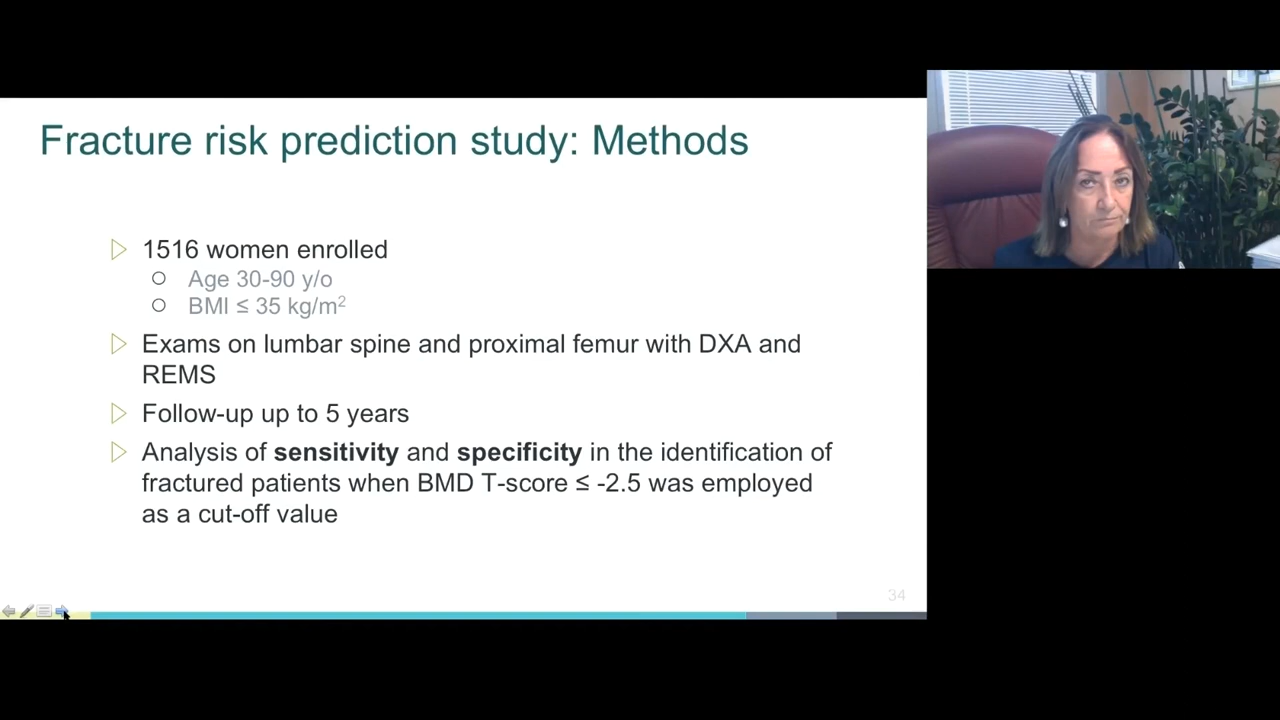 Fracture risk prediction study: Methods
1516 women enrolled
Age 30-90 y/o
BMI ≤ 35 kg/m²
Exams on lumbar spine and proximal femur with DXA and
REMS
Follow-up up to 5 years
Analysis of sensitivity and specificity in the identification of
fractured patients when BMD T-score ≤ -2.5 was employed
as a cut-off value
34